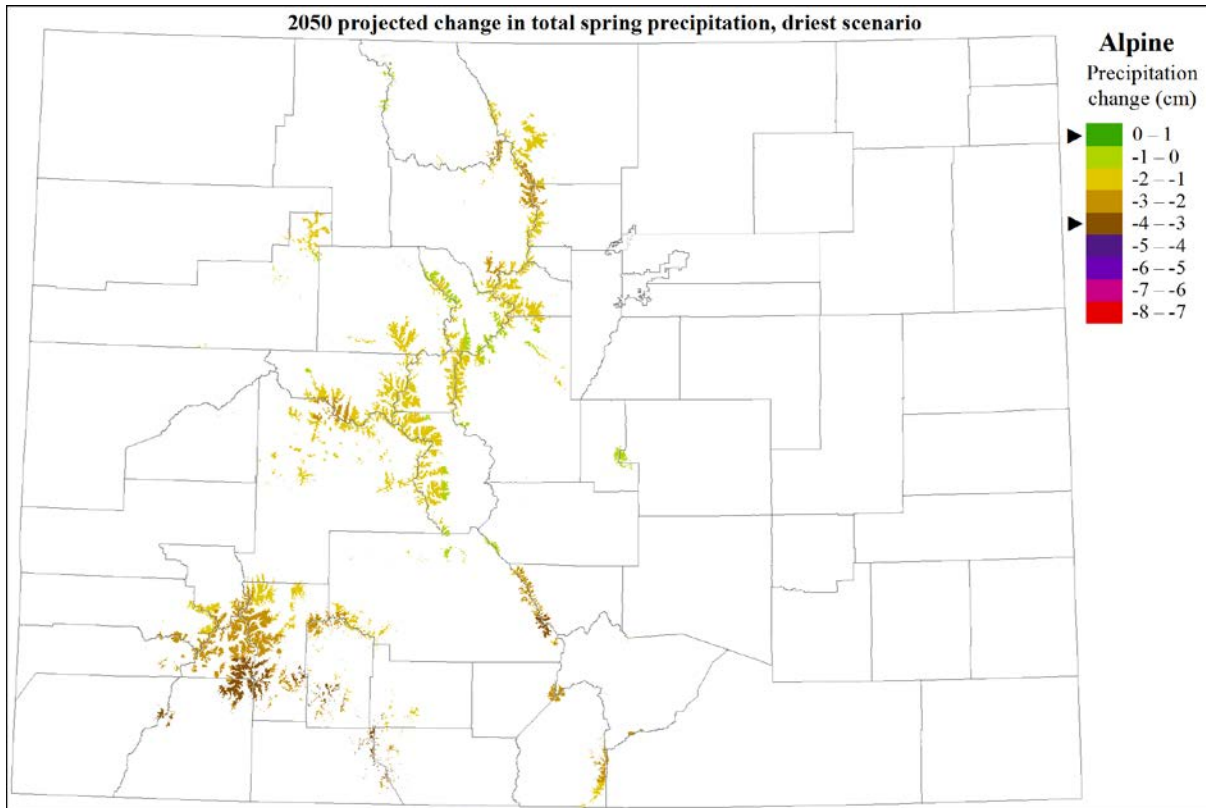 2050 projected change in total spring precipitation, driest scenario
Alpine
Precipitation
change (cm)
0 – 1
-1 – 0
-2 – -1
-3 – -2
-4 – -3
-5 – -4
-6 – -5
-7 – -6
-8 – -7